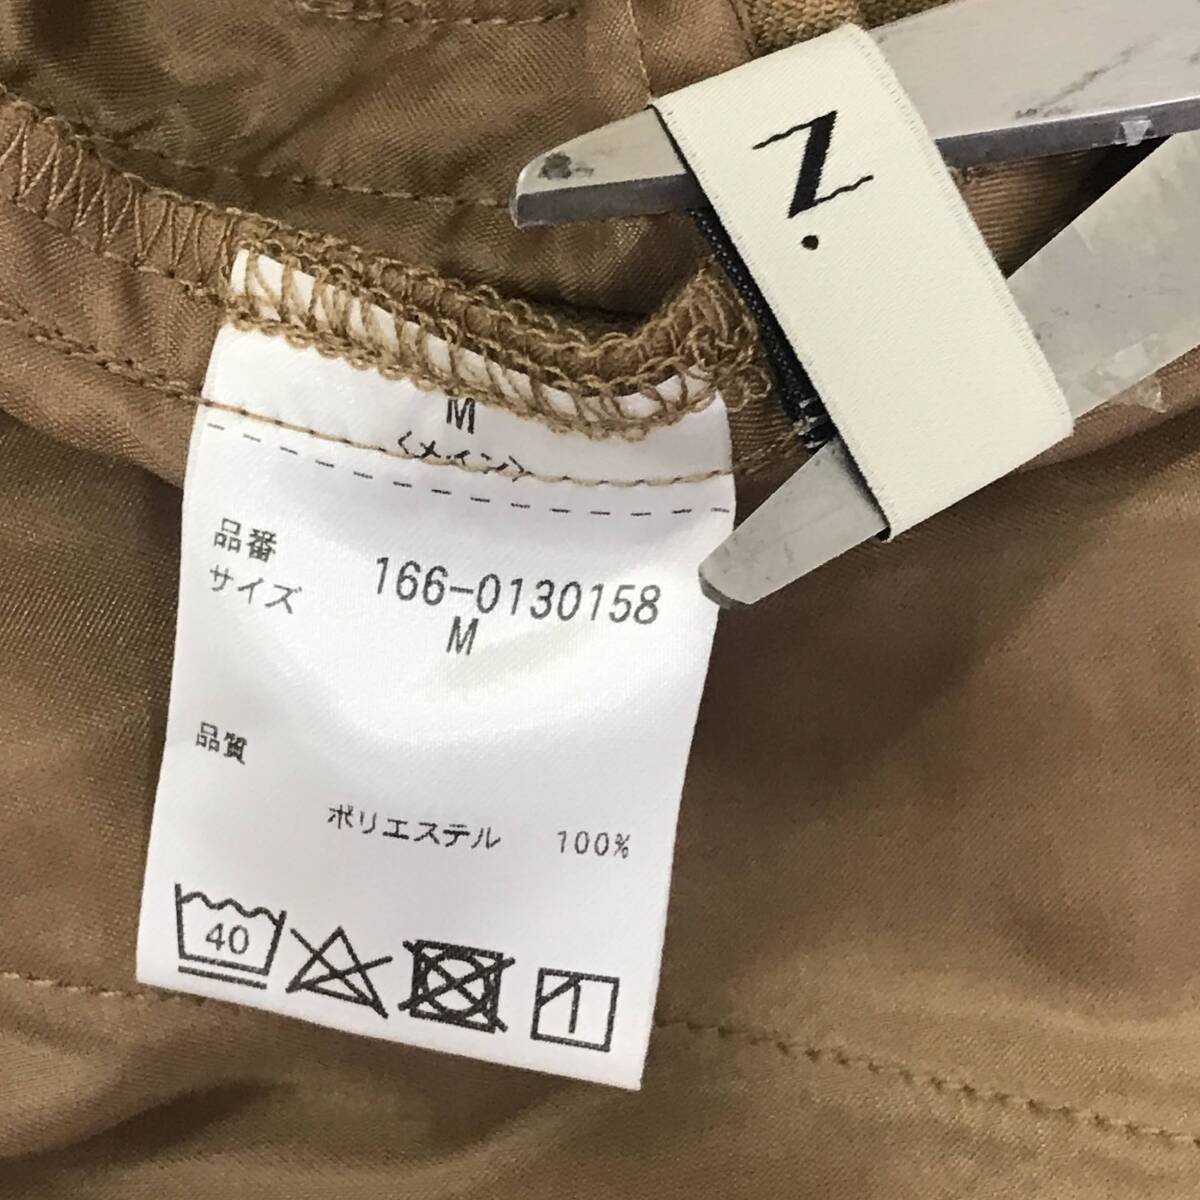 N.
M
〈メイン〉
品番 166-0130158
サイズ M
品質
ポリエステル 100%
40